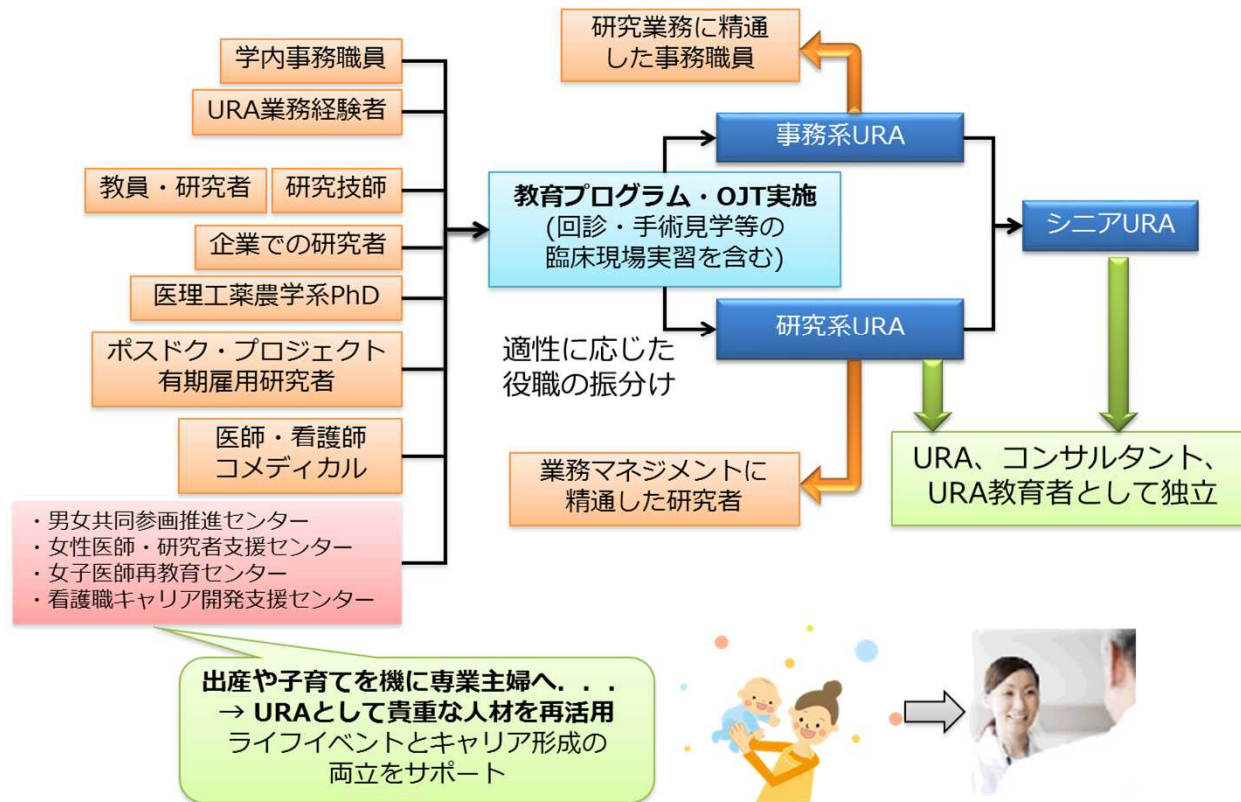 学内事務職員
URA業務経験者
教員・研究者
研究技師
企業での研究者
医理工薬農学系PhD
ポスドク・プロジェクト
有期雇用研究者
医師・看護師
コメディカル
・男女共同参画推進センター
・女性医師・研究者支援センター
・女子医師再教育センター
・看護職キャリア開発支援センター
出産や子育てを機に専業主婦へ. . .
→ URAとして貴重な人材を再活用
ライフイベントとキャリア形成の
両立をサポート
教育プログラム・OJT実施
(回診・手術見学等の
臨床現場実習を含む)
適性に応じた
役職の振分け
研究業務に精通
した事務職員
事務系URA
研究系URA
業務マネジメントに
精通した研究者
シニアURA
URA、コンサルタント、
URA教育者として独立